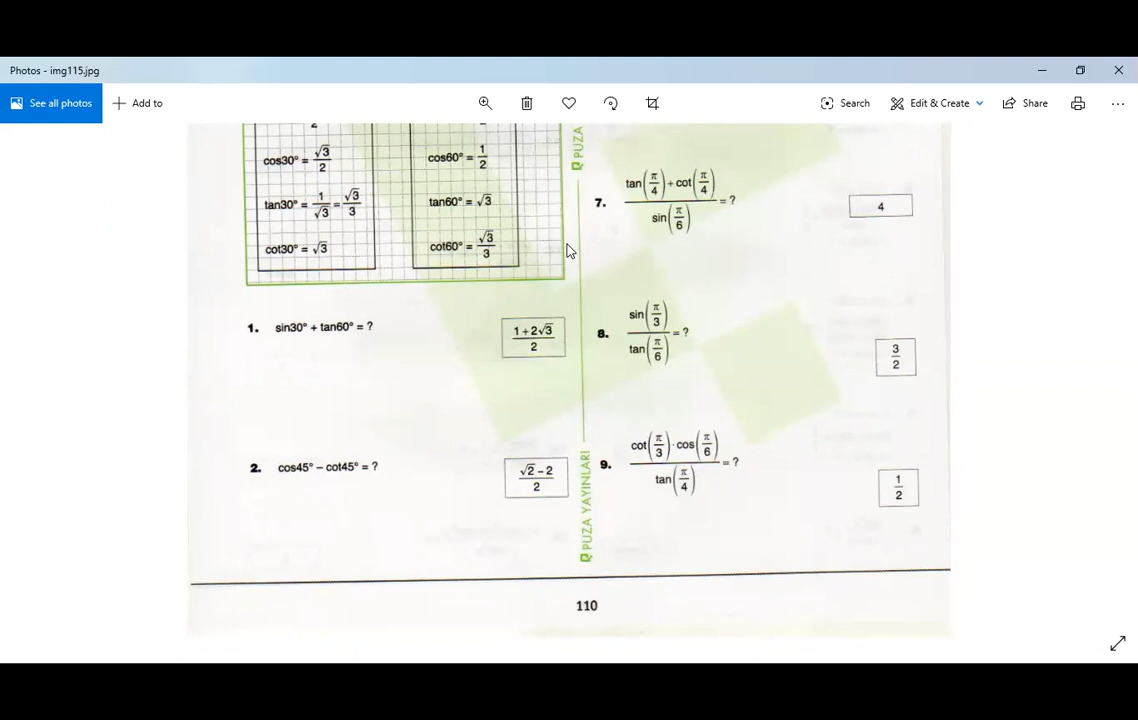 Photos - img115.jpg
See all photos
Add to
Search
Edit & Create
Share
cos30° = √3/2
tan30° = 1/√3 = √3/3
cot30° = √3
cos60° = 1/2
tan60° = √3
cot60° = √3/3
1. sin30° + tan60° = ?
(1+2√3)/2
2. cos45° – cot45° = ?
(√2–2)/2
PUZA
PUZA YAYINLARI
7. (tan(π/4)+cot(π/4))/sin(π/6) = ?
4
8. sin(π/3)/tan(π/6) = ?
3/2
9. (cot(π/3)·cos(π/6))/tan(π/4) = ?
1/2
110